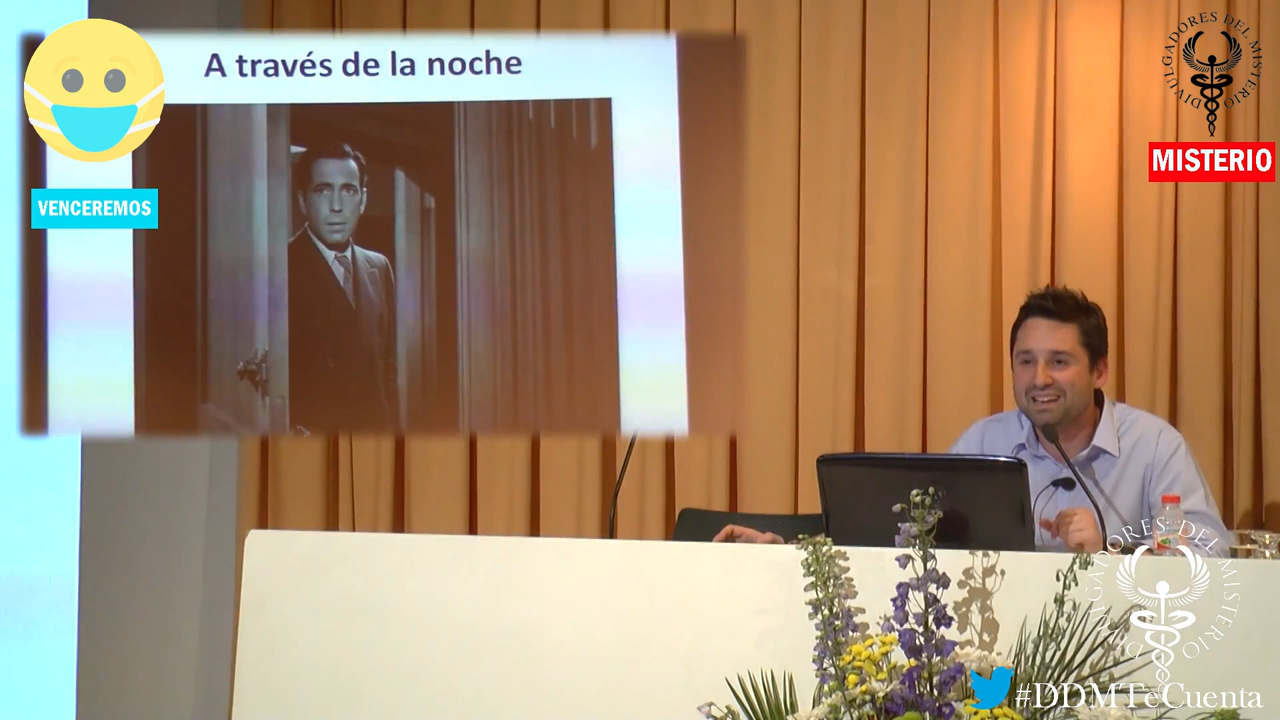 A través de la noche
VENCEREMOS
DIVULGADORES DEL MISTERIO
MISTERIO
DIVULGADORES DEL MISTERIO
#DDMTeCuenta